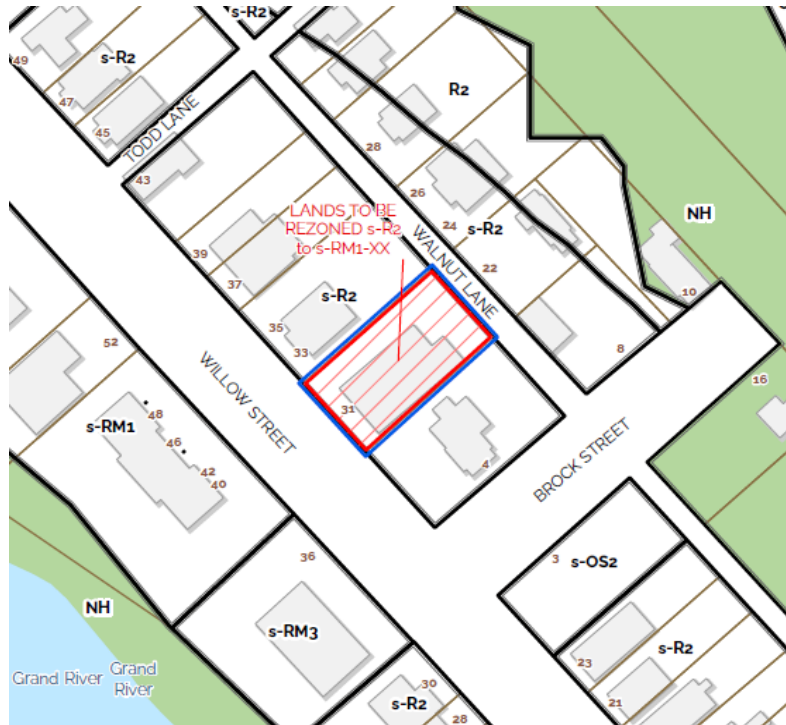 s-R2
49
s-R2
47
45
TODD LANE
43
R2
28
26
24
s-R2
22
WALNUT LANE
NH
10
LANDS TO BE
REZONED s-R2
to s-RM1-XX
39
37
s-R2
35
33
31
52
WILLOW STREET
8
16
4
BROCK STREET
s-RM1
48
46
42
40
36
3
s-OS2
NH
s-RM3
s-R2
23
21
Grand River
Grand
River
30
s-R2
28